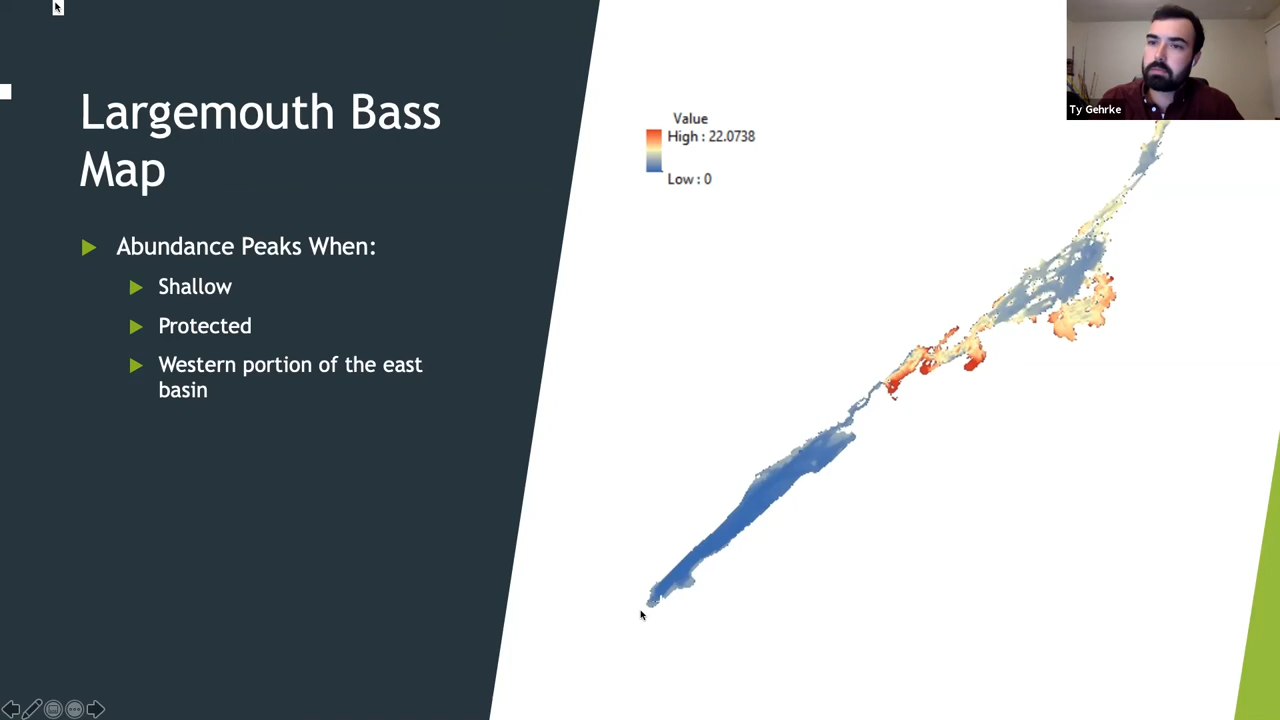 Largemouth Bass
Map
Abundance Peaks When:
Shallow
Protected
Western portion of the east
basin
Value
High : 22.0738
Low : 0
Ty Gehrke